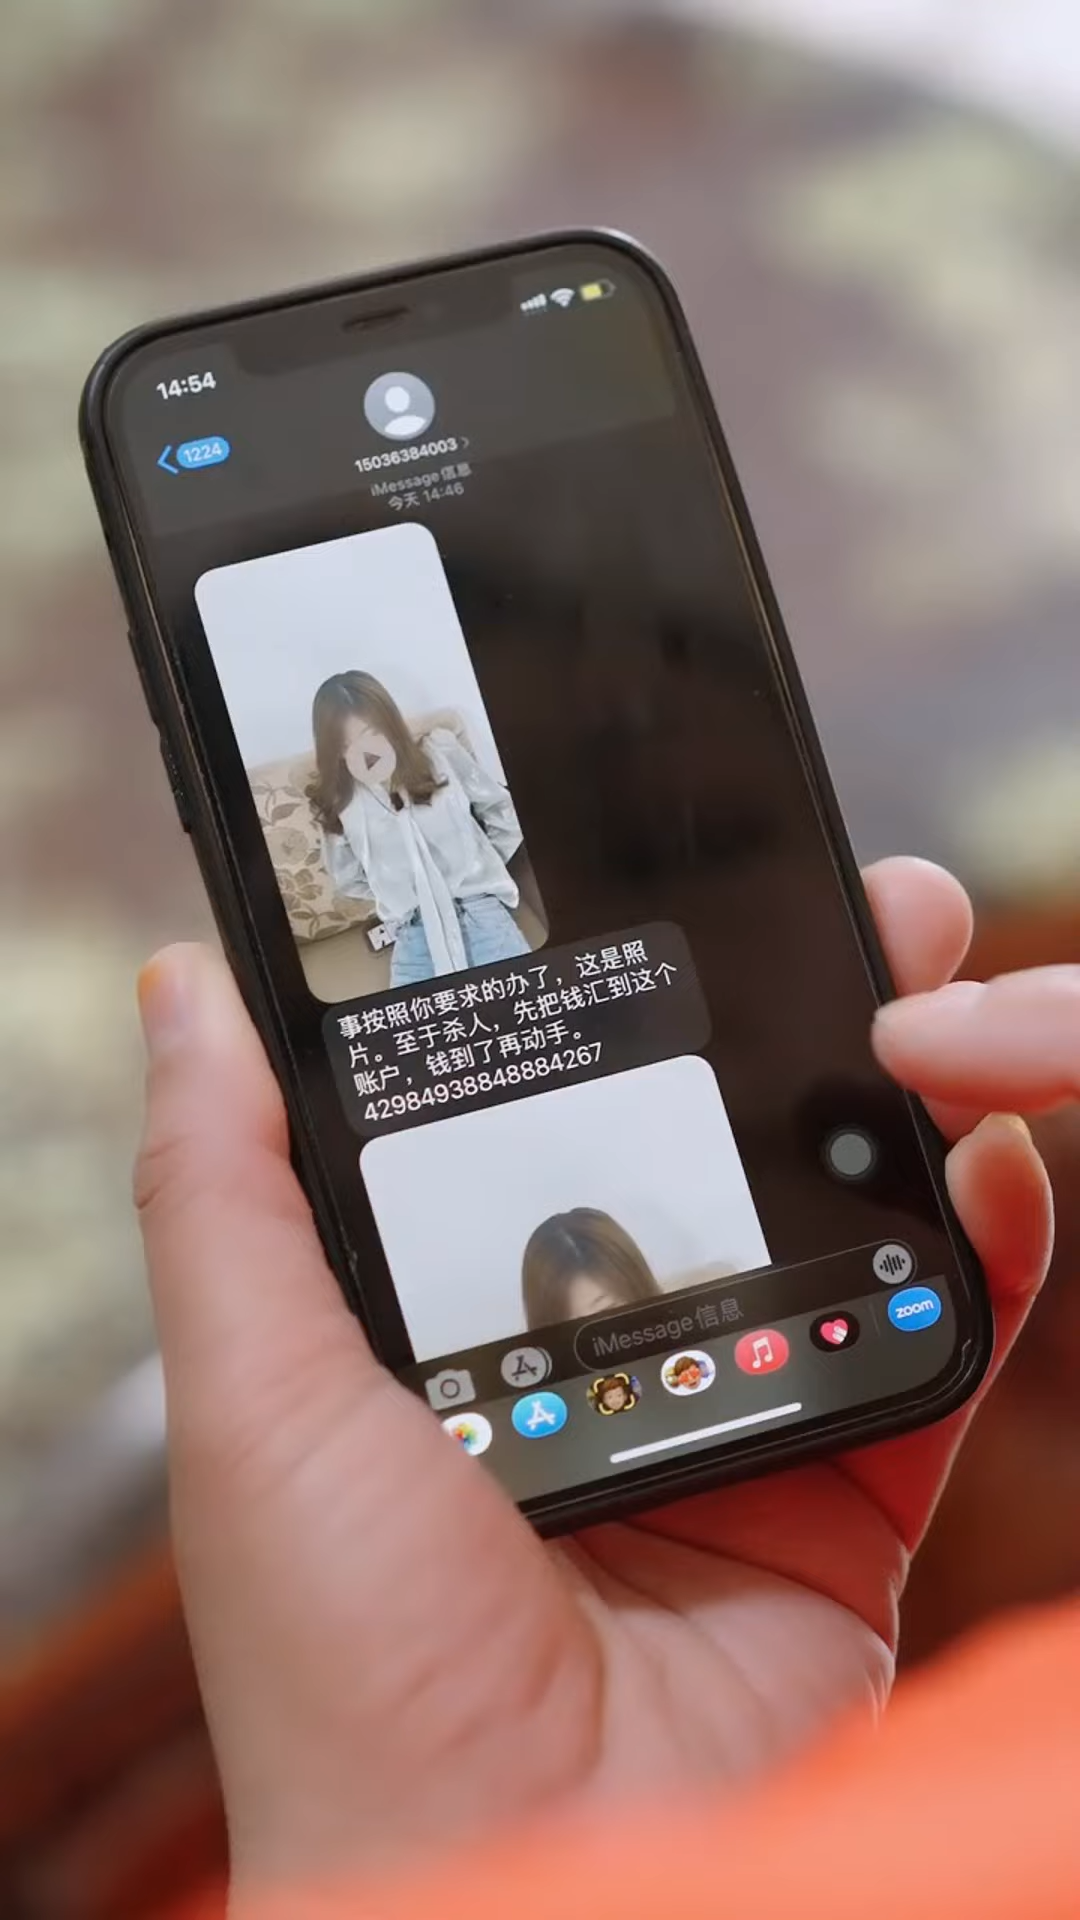 14:54
1224
15036384003
iMessage信息
今天 14:46
事按照你要求的办了，这是照
片。至于杀人，先把钱汇到这个
账户，钱到了再动手。
42984938848884267
iMessage信息
zoom